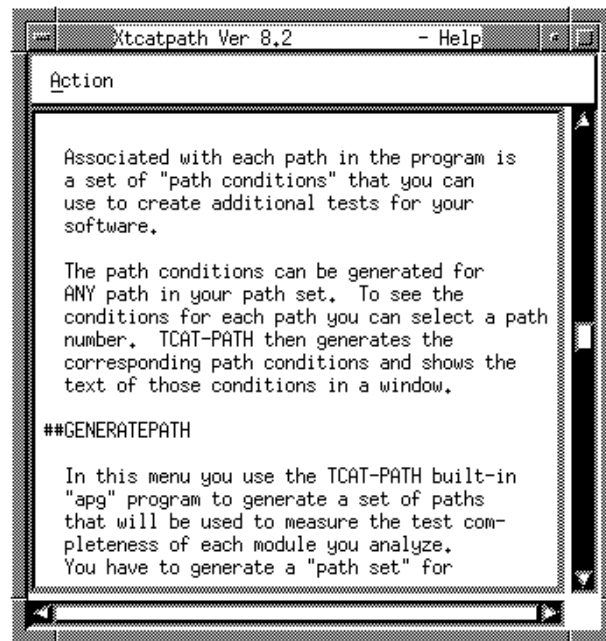 Xtcatpath Ver 8.2 - Help
Action
Associated with each path in the program is
a set of "path conditions" that you can
use to create additional tests for your
software.
The path conditions can be generated for
ANY path in your path set. To see the
conditions for each path you can select a path
number. TCAT-PATH then generates the
corresponding path conditions and shows the
text of those conditions in a window.
##GENERATEPATH
In this menu you use the TCAT-PATH built-in
"apg" program to generate a set of paths
that will be used to measure the test com-
pleteness of each module you analyze.
You have to generate a "path set" for